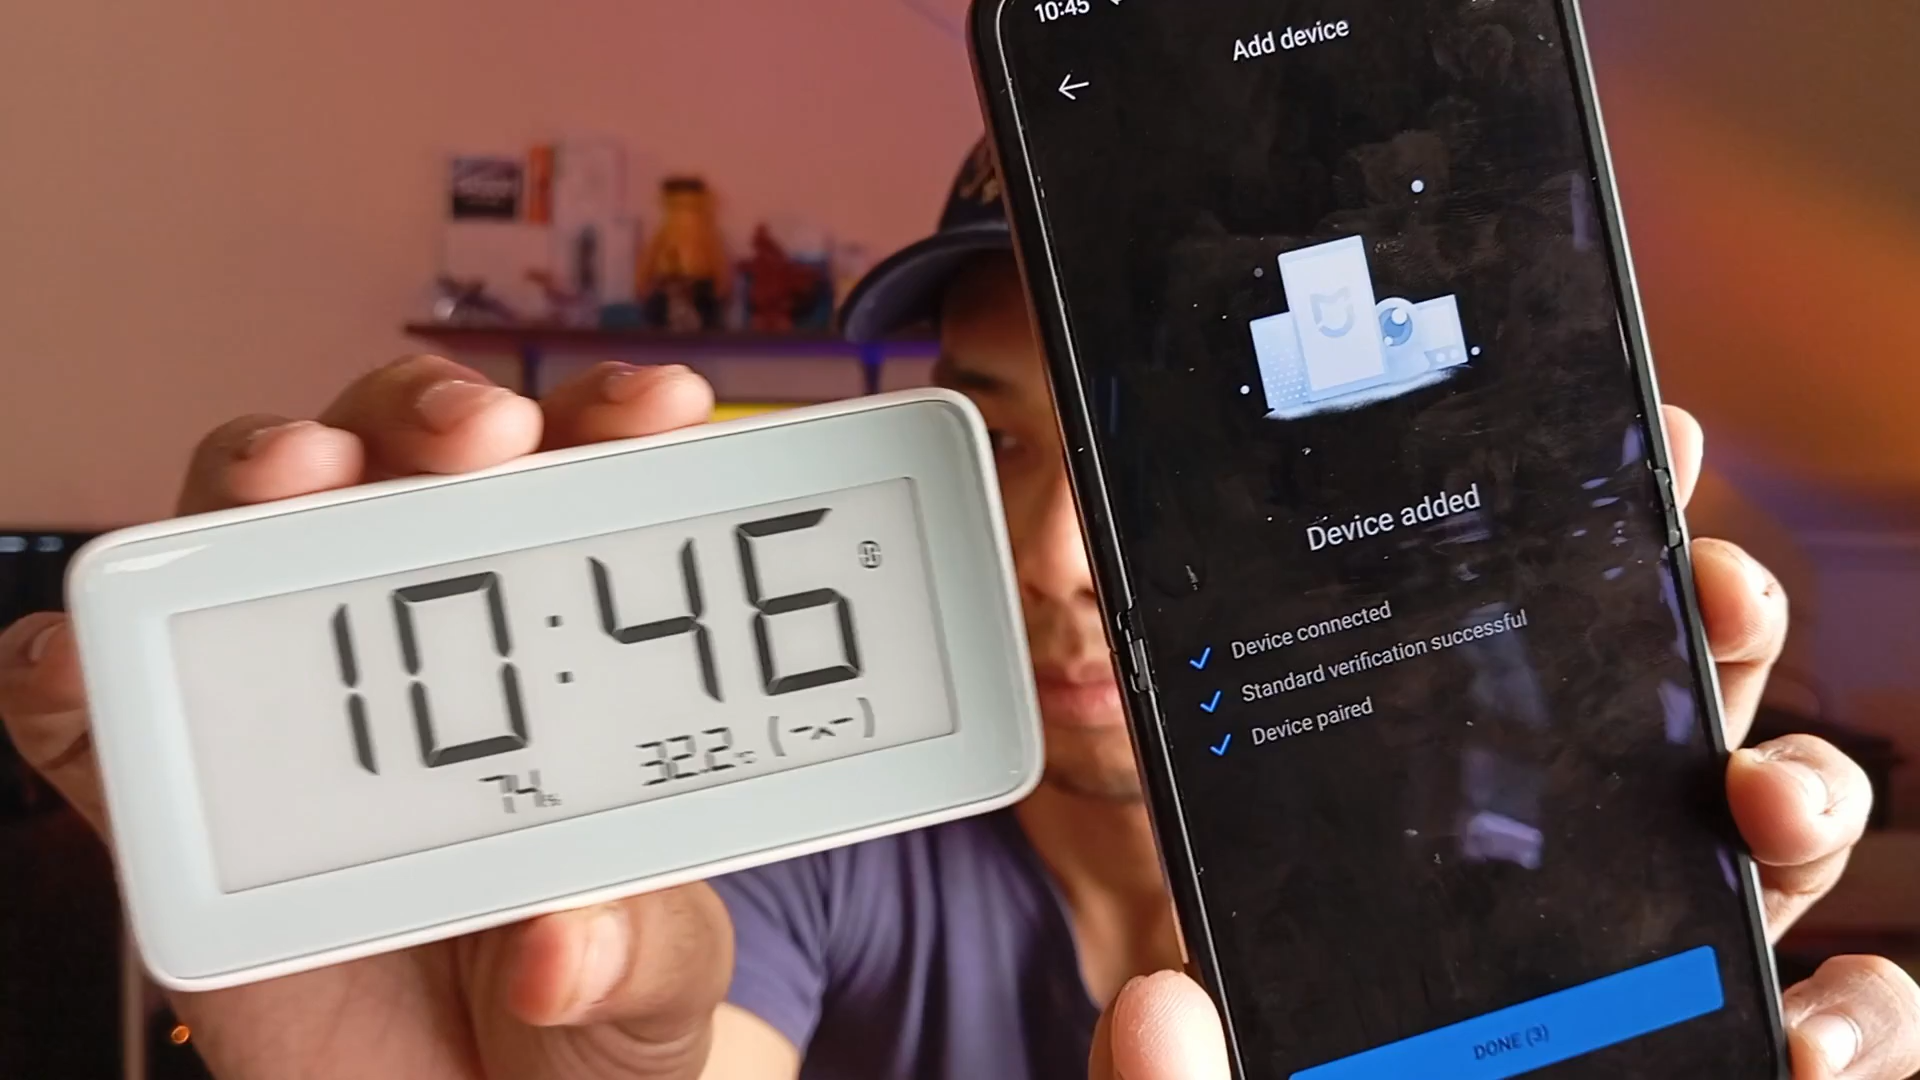 10:45
Add device
10:46
74%
32.2°C (-^-)
Device added
Device connected
Standard verification successful
Device paired
DONE (3)